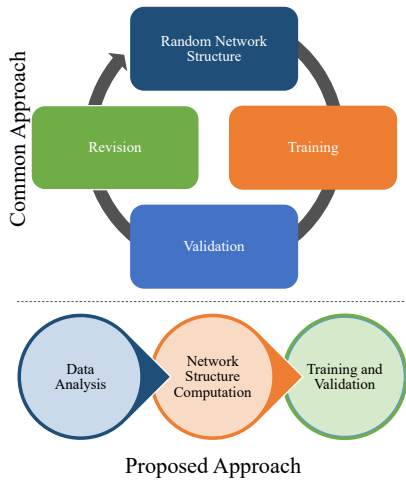 Common Approach
Random Network
Structure
Revision
Training
Validation
Data
Analysis
Network
Structure
Computation
Training and
Validation
Proposed Approach